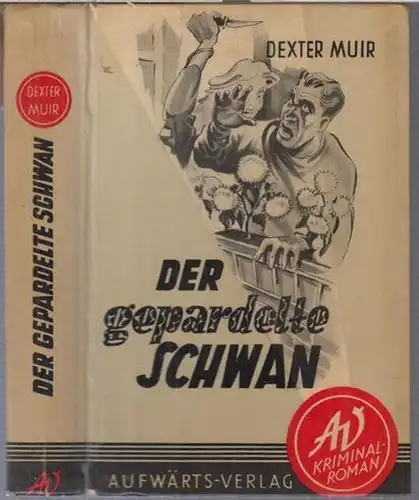 DEXTER
MUIR
DER GEPARDELTE SCHWAN
AV
DEXTER MUIR
DER
gepardelte
SCHWAN
AV
KRIMINAL-
ROMAN
AUFWÄRTS-VERLAG